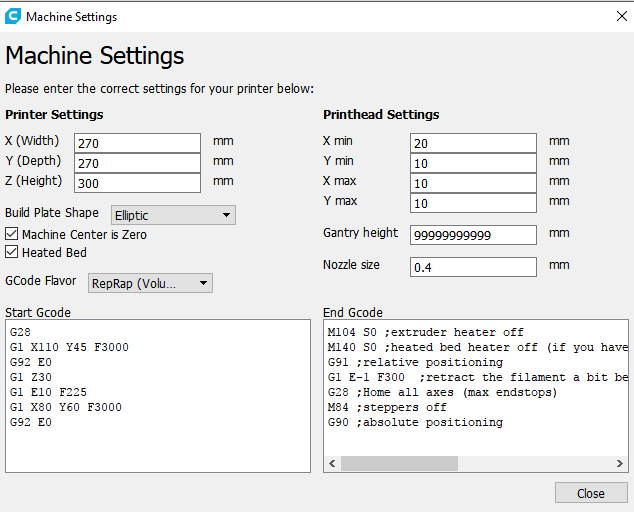 Machine Settings
Machine Settings
Please enter the correct settings for your printer below:
Printer Settings
X (Width) 270 mm
Y (Depth) 270 mm
Z (Height) 300 mm
Build Plate Shape Elliptic
Machine Center is Zero
Heated Bed
GCode Flavor RepRap (Volu...
Printhead Settings
X min 20 mm
Y min 10 mm
X max 10 mm
Y max 10 mm
Gantry height 99999999999 mm
Nozzle size 0.4 mm
Start Gcode
G28
G1 X110 Y45 F3000
G92 E0
G1 Z30
G1 E10 F225
G1 X80 Y60 F3000
G92 E0
End Gcode
M104 S0 ;extruder heater off
M140 S0 ;heated bed heater off (if you have
G91 ;relative positioning
G1 E-1 F300  ;retract the filament a bit be
G28 ;Home all axes (max endstops)
M84 ;steppers off
G90 ;absolute positioning
Close